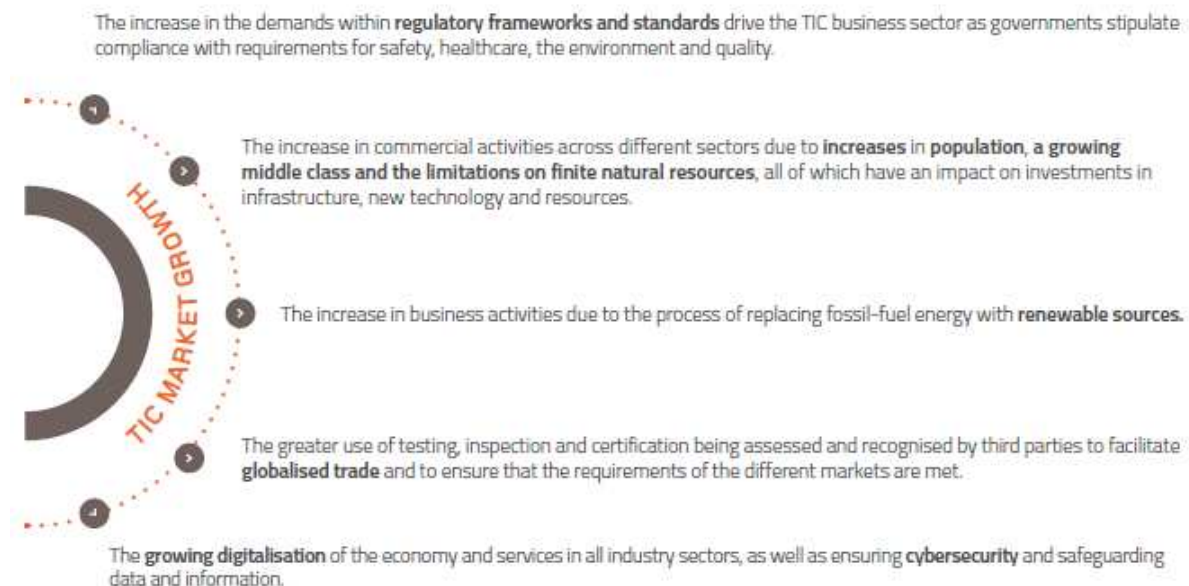 The increase in the demands within regulatory frameworks and standards drive the TIC business sector as governments stipulate
compliance with requirements for safety, healthcare, the environment and quality.
The increase in commercial activities across different sectors due to increases in population, a growing
middle class and the limitations on finite natural resources, all of which have an impact on investments in
infrastructure, new technology and resources.
TIC MARKET GROWTH
The increase in business activities due to the process of replacing fossil-fuel energy with renewable sources.
The greater use of testing, inspection and certification being assessed and recognised by third parties to facilitate
globalised trade and to ensure that the requirements of the different markets are met.
The growing digitalisation of the economy and services in all industry sectors, as well as ensuring cybersecurity and safeguarding
data and information.